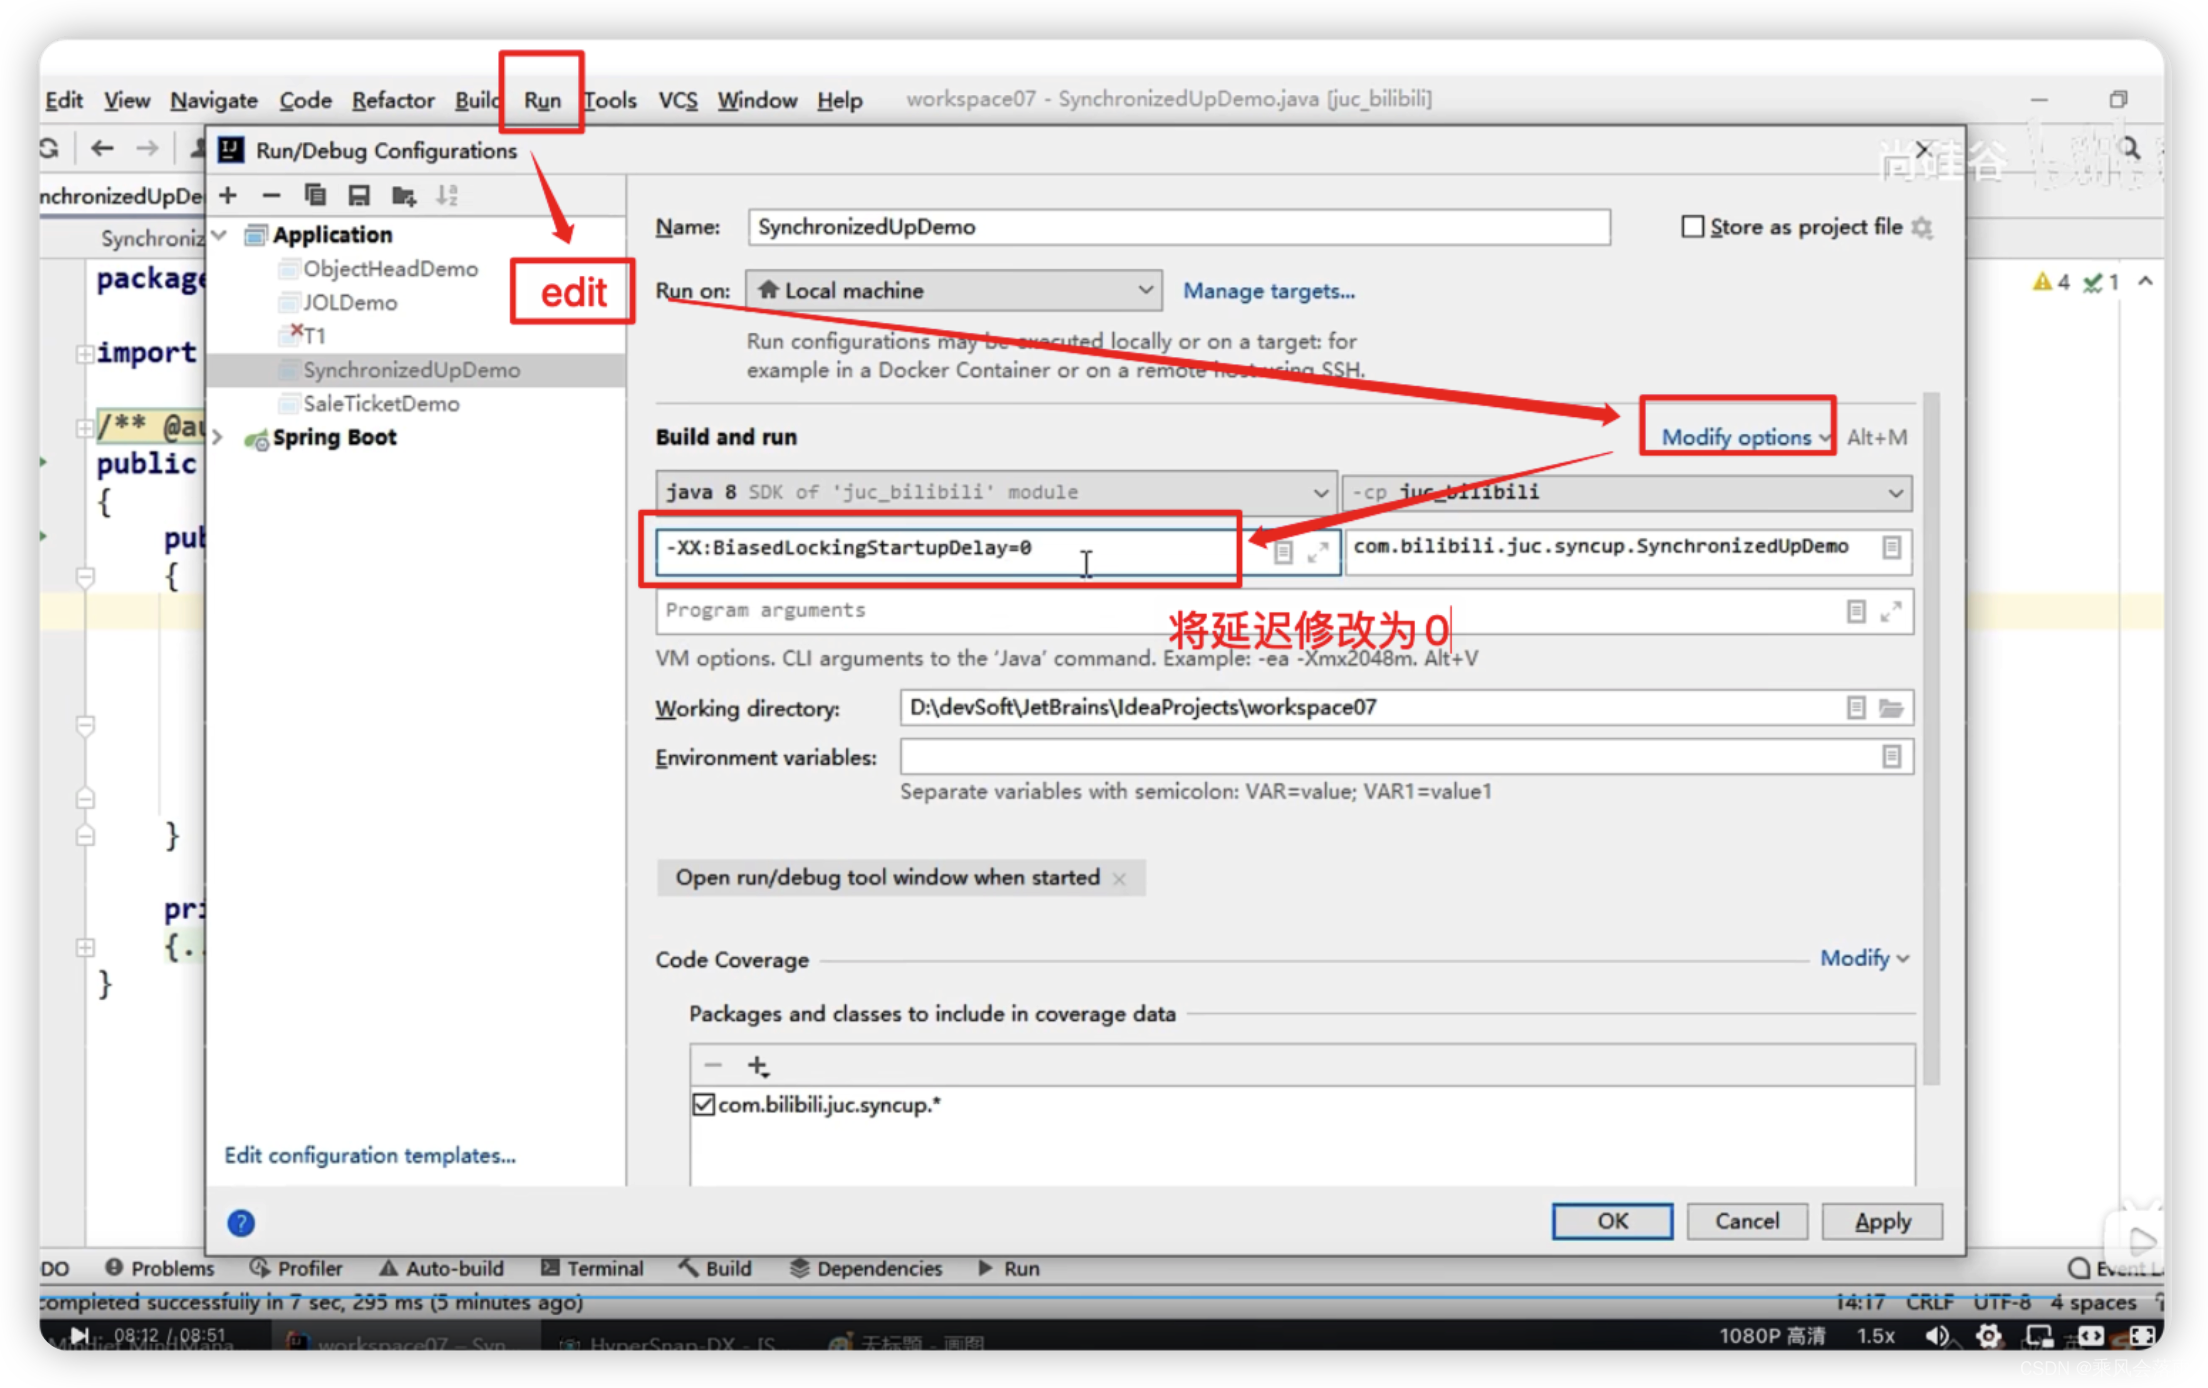 Edit View Navigate Code Refactor Build Run Tools VCS Window Help workspace07 - SynchronizedUpDemo.java [juc_bilibili]
Run/Debug Configurations
尚硅谷
nchronizedUpDe
Synchroniz
Application
ObjectHeadDemo
JOLDemo
T1
SynchronizedUpDemo
SaleTicketDemo
Spring Boot
edit
Name: SynchronizedUpDemo
Store as project file
Run on: Local machine Manage targets...
Run configurations may be executed locally or on a target: for
example in a Docker Container or on a remote host using SSH.
4 1
package
import
/** @au
public
{
pub
{
}
pri
{..
}
Build and run
Modify options Alt+M
java 8 SDK of 'juc_bilibili' module
-cp juc_bilibili
-XX:BiasedLockingStartupDelay=0
com.bilibili.juc.syncup.SynchronizedUpDemo
Program arguments
将延迟修改为0
VM options. CLI arguments to the ‘Java’ command. Example: -ea -Xmx2048m. Alt+V
Working directory: D:\devSoft\JetBrains\IdeaProjects\workspace07
Environment variables:
Separate variables with semicolon: VAR=value; VAR1=value1
Open run/debug tool window when started
Code Coverage
Modify
Packages and classes to include in coverage data
com.bilibili.juc.syncup.*
Edit configuration templates...
?
OK Cancel Apply
DO Problems Profiler Auto-build Terminal Build Dependencies Run Event L
completed successfully in 7 sec, 295 ms (5 minutes ago) 14:17 CRLF UTF-8 4 spaces
08:12 / 08:51
workspace07 – Syn
HyperSnap-DX - [S
无标题 - 画图
1080P 高清 1.5x